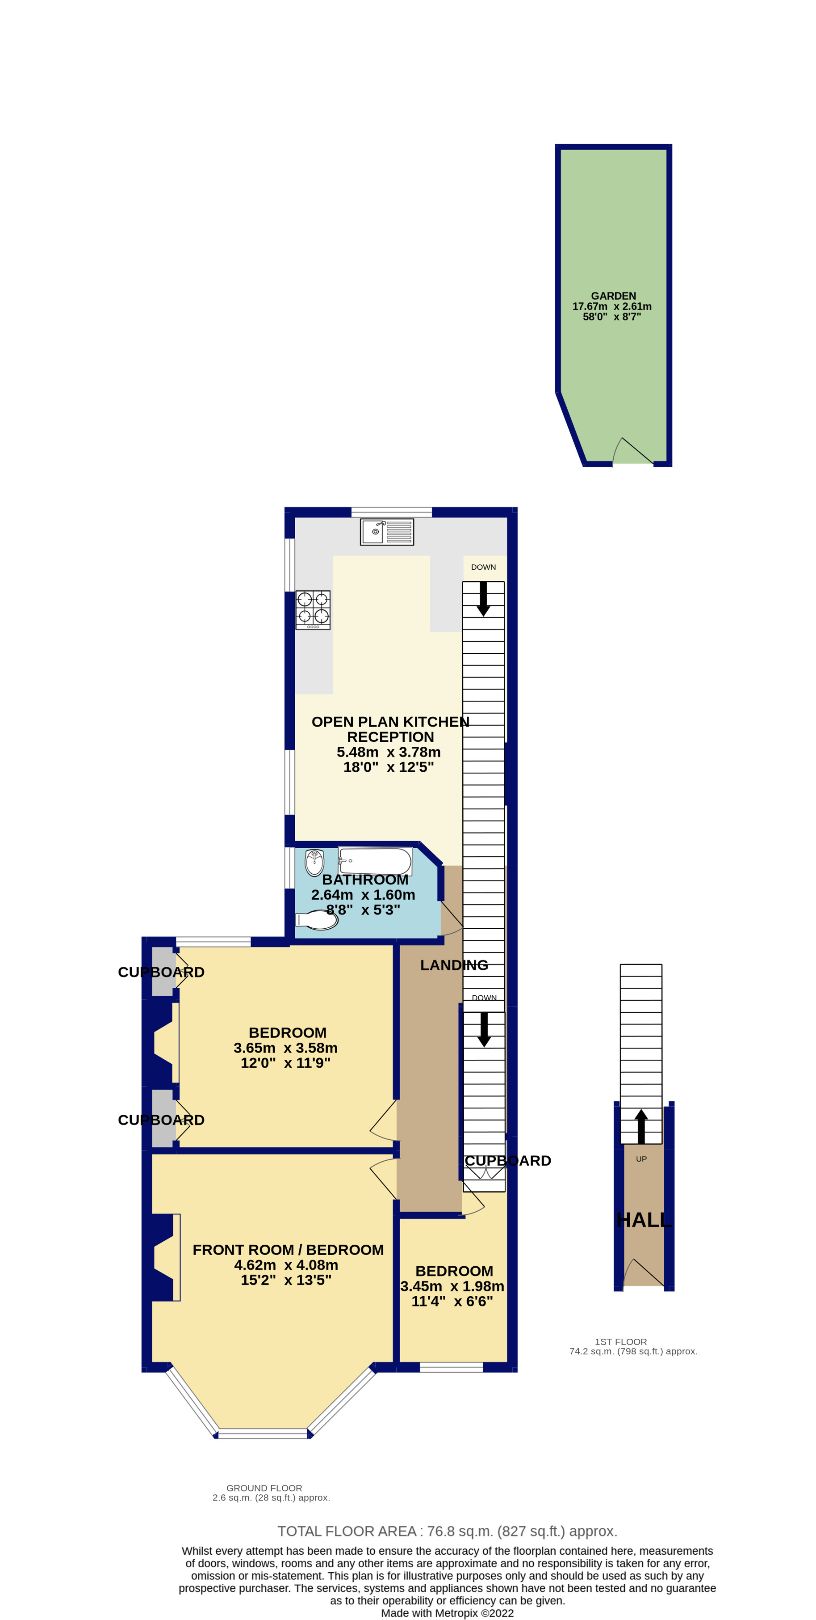 GARDEN
17.67m x 2.61m
58'0" x 8'7"
DOWN
OPEN PLAN KITCHEN
RECEPTION
5.48m x 3.78m
18'0" x 12'5"
BATHROOM
2.64m x 1.60m
8'8" x 5'3"
LANDING
CUPBOARD
DOWN
BEDROOM
3.65m x 3.58m
12'0" x 11'9"
CUPBOARD
CUPBOARD
UP
HALL
FRONT ROOM / BEDROOM
4.62m x 4.08m
15'2" x 13'5"
BEDROOM
3.45m x 1.98m
11'4" x 6'6"
1ST FLOOR
74.2 sq.m. (798 sq.ft.) approx.
GROUND FLOOR
2.6 sq.m. (28 sq.ft.) approx.
TOTAL FLOOR AREA : 76.8 sq.m. (827 sq.ft.) approx.
Whilst every attempt has been made to ensure the accuracy of the floorplan contained here, measurements
of doors, windows, rooms and any other items are approximate and no responsibility is taken for any error,
omission or mis-statement. This plan is for illustrative purposes only and should be used as such by any
prospective purchaser. The services, systems and appliances shown have not been tested and no guarantee
as to their operability or efficiency can be given.
Made with Metropix ©2022